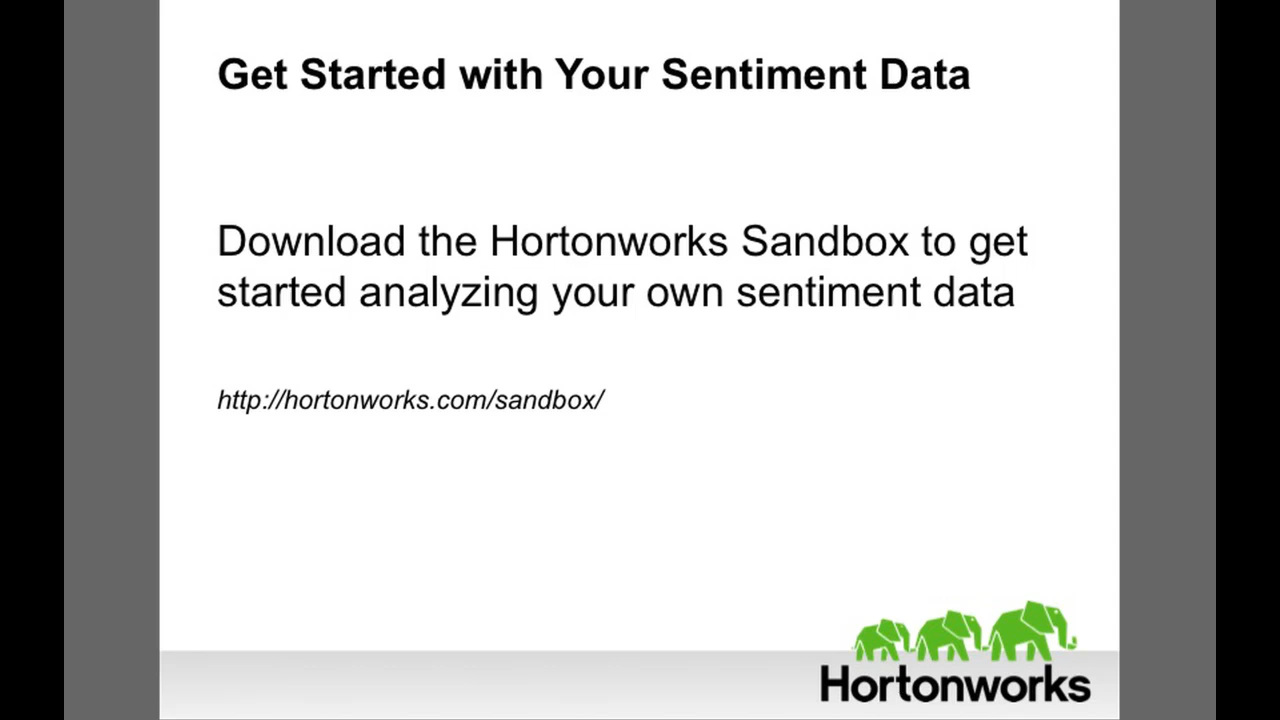 Get Started with Your Sentiment Data
Download the Hortonworks Sandbox to get
started analyzing your own sentiment data
http://hortonworks.com/sandbox/
Hortonworks